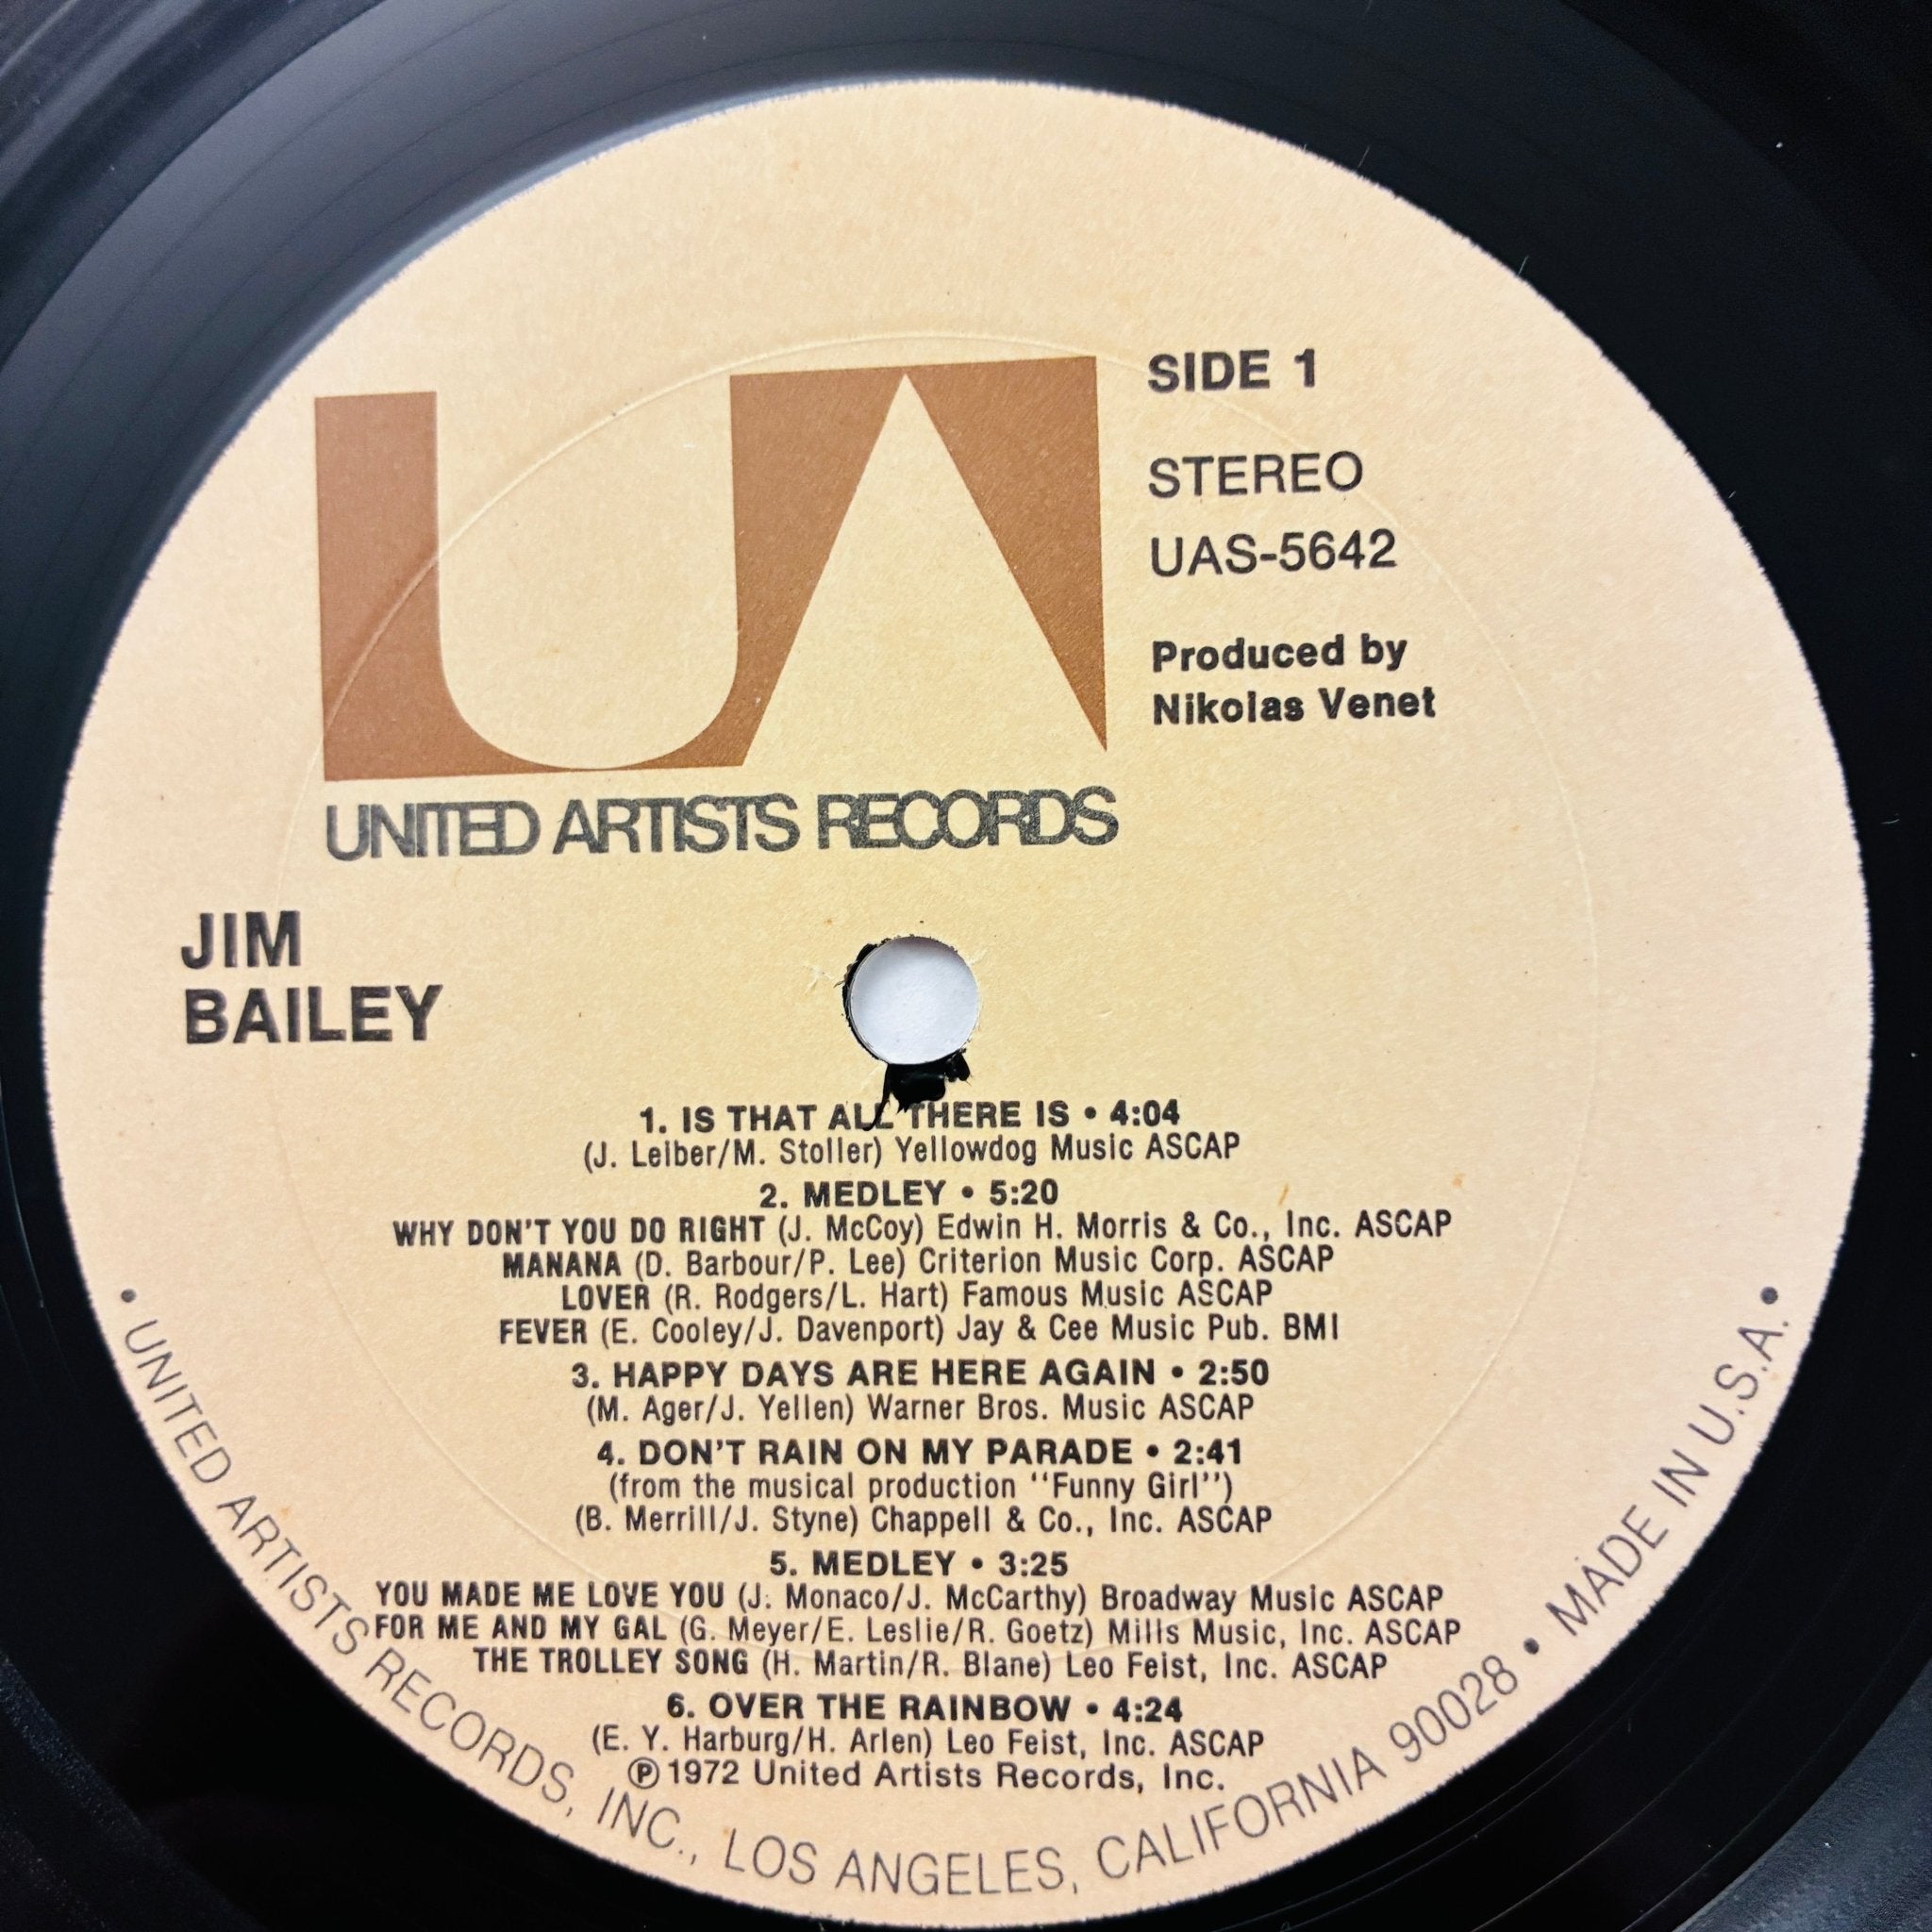 UA
SIDE 1
STEREO
UAS-5642
Produced by
Nikolas Venet
UNITED ARTISTS RECORDS
JIM
BAILEY
1. IS THAT ALL THERE IS • 4:04
(J. Leiber/M. Stoller) Yellowdog Music ASCAP
2. MEDLEY • 5:20
WHY DON'T YOU DO RIGHT (J. McCoy) Edwin H. Morris & Co., Inc. ASCAP
MANANA (D. Barbour/P. Lee) Criterion Music Corp. ASCAP
LOVER (R. Rodgers/L. Hart) Famous Music ASCAP
FEVER (E. Cooley/J. Davenport) Jay & Cee Music Pub. BMI
3. HAPPY DAYS ARE HERE AGAIN • 2:50
(M. Ager/J. Yellen) Warner Bros. Music ASCAP
4. DON'T RAIN ON MY PARADE • 2:41
(from the musical production ''Funny Girl'')
(B. Merrill/J. Styne) Chappell & Co., Inc. ASCAP
5. MEDLEY • 3:25
YOU MADE ME LOVE YOU (J. Monaco/J. McCarthy) Broadway Music ASCAP
FOR ME AND MY GAL (G. Meyer/E. Leslie/R. Goetz) Mills Music, Inc. ASCAP
THE TROLLEY SONG (H. Martin/R. Blane) Leo Feist, Inc. ASCAP
6. OVER THE RAINBOW • 4:24
(E. Y. Harburg/H. Arlen) Leo Feist, Inc. ASCAP
℗1972 United Artists Records, Inc.
• UNITED ARTISTS RECORDS, INC., LOS ANGELES, CALIFORNIA 90028 • MADE IN U.S.A. •